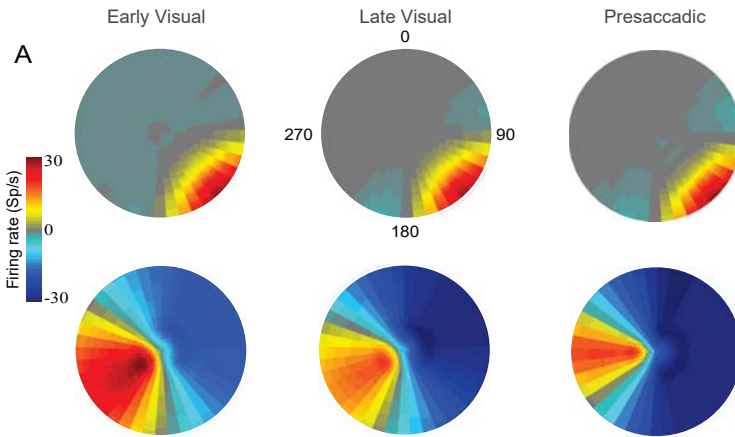 Early Visual
Late Visual
Presaccadic
A
0
270
90
180
Firing rate (Sp/s)
30
0
-30